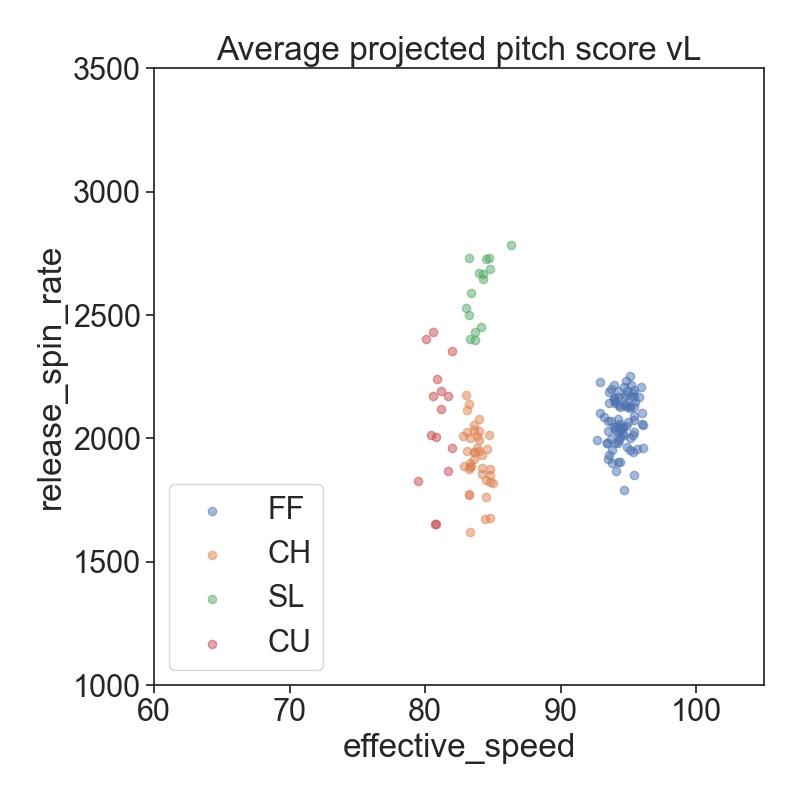 Average projected pitch score vL
3500
3000
2500
2000
1500
1000
release_spin_rate
FF
CH
SL
CU
60 70 80 90 100
effective_speed